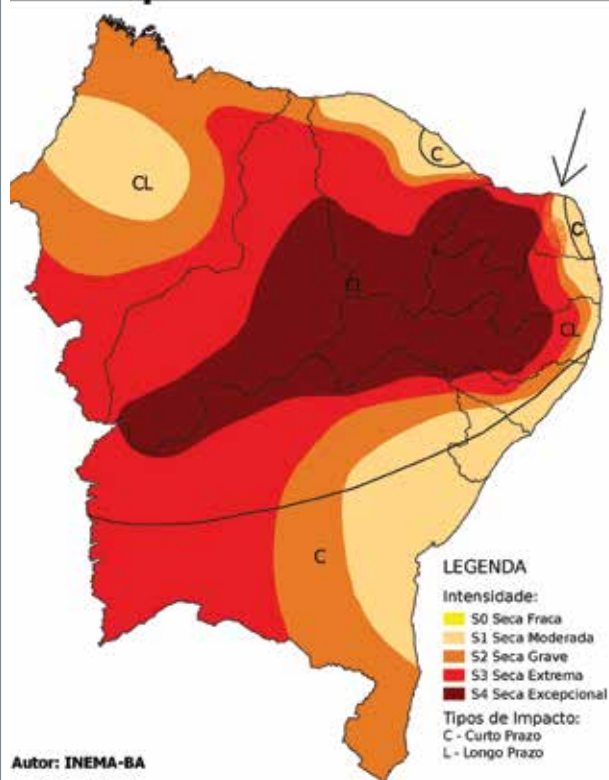 C
C
CL
CL
CL
C
LEGENDA
Intensidade:
S0 Seca Fraca
S1 Seca Moderada
S2 Seca Grave
S3 Seca Extrema
S4 Seca Excepcional
Tipos de Impacto:
C - Curto Prazo
L - Longo Prazo
Autor: INEMA-BA